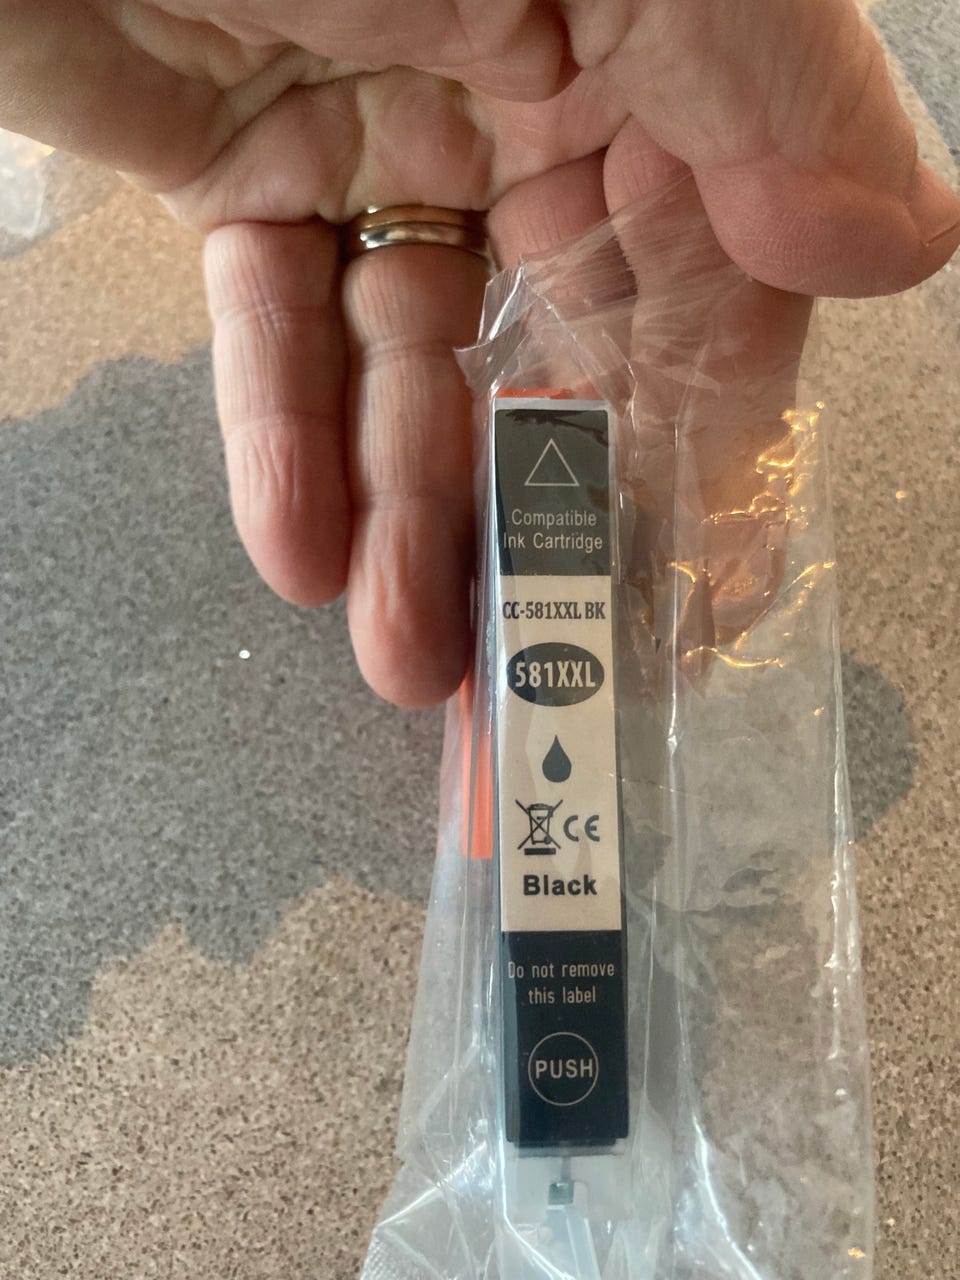 Compatible
Ink Cartridge
CC-581XXL BK
581XXL
CE
Black
Do not remove
this label
PUSH